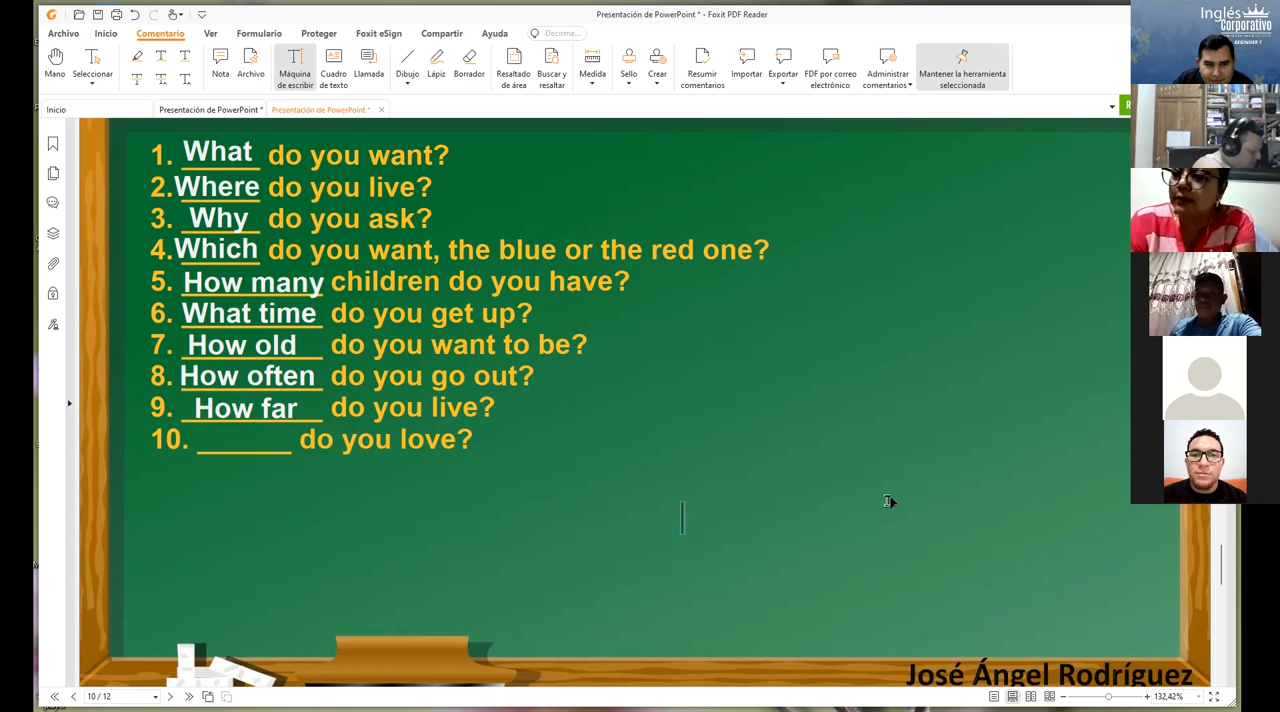 Presentación de PowerPoint * - Foxit PDF Reader
Archivo Inicio Comentario Ver Formulario Proteger Foxit eSign Compartir Ayuda Decirme...
Mano Seleccionar Nota Archivo Máquina de escribir Cuadro de texto Llamada Dibujo Lápiz Borrador Resaltado de área Buscar y resaltar Medida Sello Crear Resumir comentarios Importar Exportar FDF por correo electrónico Administrar comentarios Mantener la herramienta seleccionada
Inicio Presentación de PowerPoint * Presentación de PowerPoint *
Inglés
Corporativo
BEGINNER 1
1. What do you want?
2. Where do you live?
3. Why do you ask?
4. Which do you want, the blue or the red one?
5. How many children do you have?
6. What time do you get up?
7. How old do you want to be?
8. How often do you go out?
9. How far do you live?
10. _______ do you love?
José Ángel Rodríguez
10 / 12
132,42%